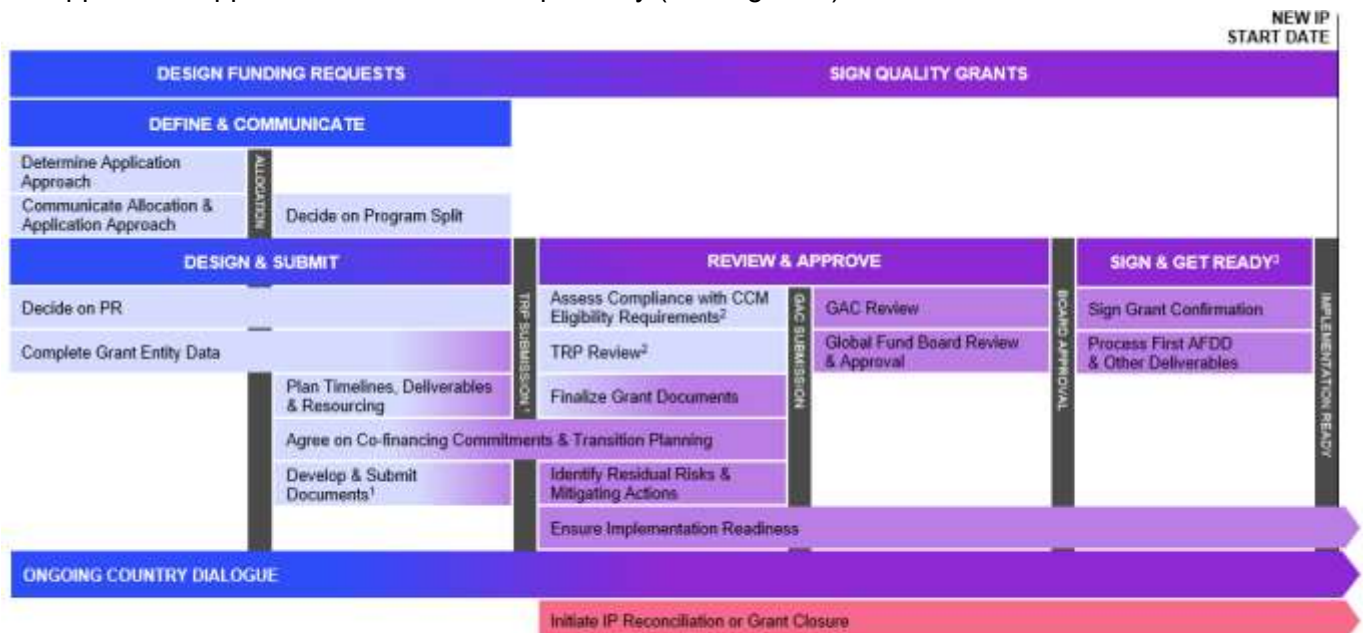 NEW IP
START DATE
DESIGN FUNDING REQUESTS
SIGN QUALITY GRANTS
DEFINE & COMMUNICATE
Determine Application
Approach
Communicate Allocation &
Application Approach
ALLOCATION
Decide on Program Split
DESIGN & SUBMIT
REVIEW & APPROVE
SIGN & GET READY³
Decide on PR
Complete Grant Entity Data
Plan Timelines, Deliverables
& Resourcing
Agree on Co-financing Commitments & Transition Planning
Develop & Submit
Documents¹
TRP SUBMISSION¹
Assess Compliance with CCM
Eligibility Requirements²
TRP Review²
Finalize Grant Documents
Identify Residual Risks &
Mitigating Actions
Ensure Implementation Readiness
GAC SUBMISSION
GAC Review
Global Fund Board Review
& Approval
BOARD APPROVAL
Sign Grant Confirmation
Process First AFDD
& Other Deliverables
IMPLEMENTATION READY
ONGOING COUNTRY DIALOGUE
Initiate IP Reconciliation or Grant Closure